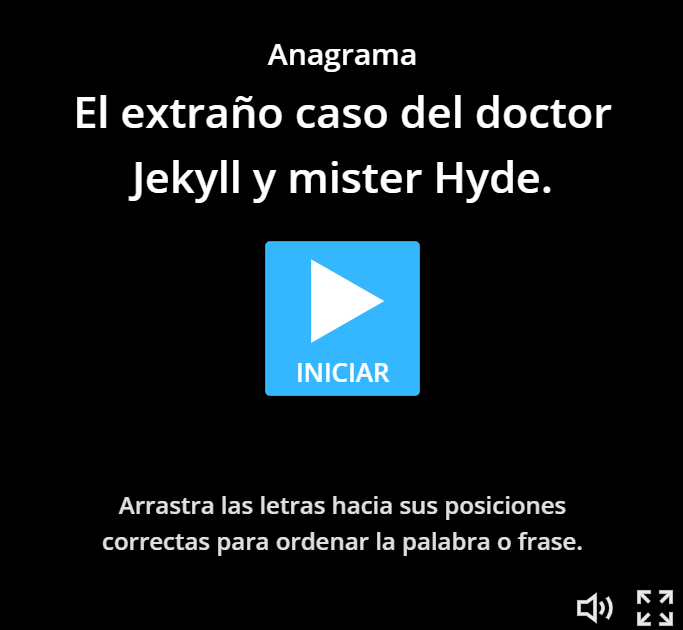 Anagrama
El extraño caso del doctor
Jekyll y mister Hyde.
INICIAR
Arrastra las letras hacia sus posiciones
correctas para ordenar la palabra o frase.